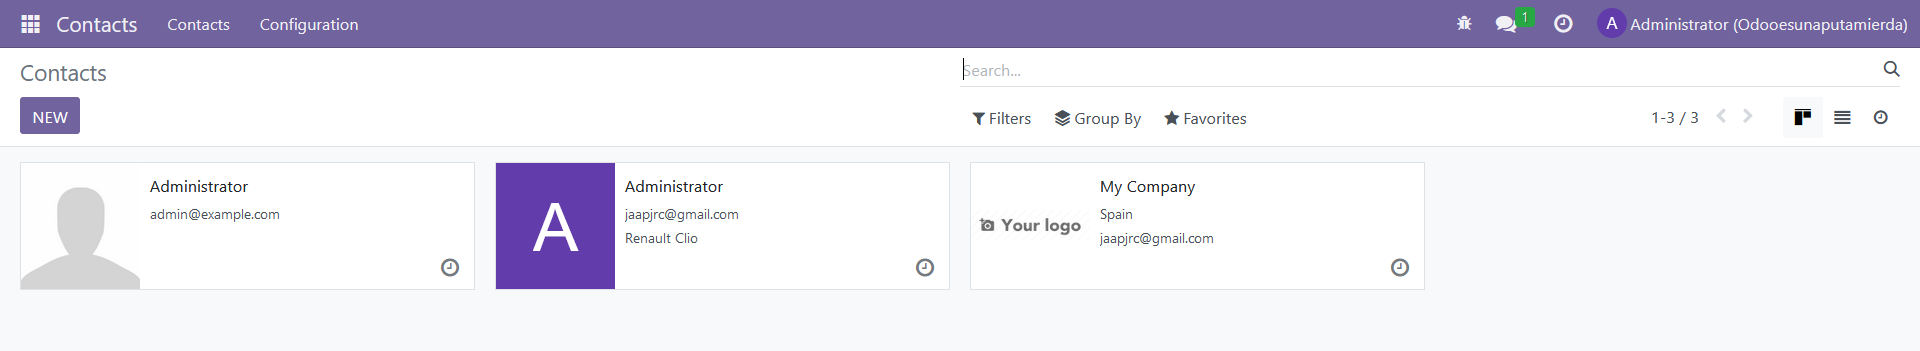 Contacts Contacts Configuration 1 A Administrator (Odooesunaputamierda)
Contacts
Search...
NEW
Filters Group By Favorites 1-3 / 3
Administrator
admin@example.com
A
Administrator
jaapjrc@gmail.com
Renault Clio
Your logo
My Company
Spain
jaapjrc@gmail.com